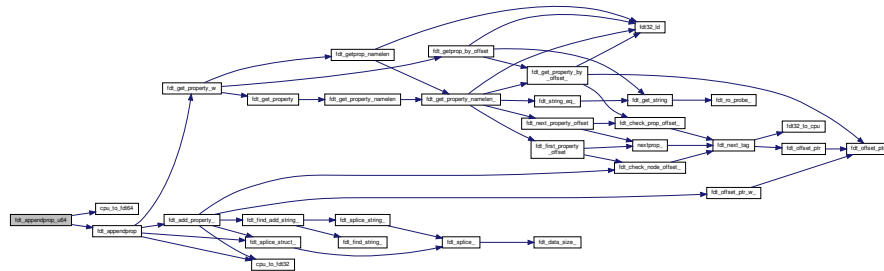 fdt32_ld
fdt_getprop_namelen
fdt_getprop_by_offset
fdt_get_property_by
_offset_
fdt_get_property_w
fdt_get_property
fdt_get_property_namelen
fdt_get_property_namelen_
fdt_string_eq_
fdt_get_string
fdt_ro_probe_
fdt_next_property_offset
fdt_check_prop_offset_
fdt32_to_cpu
fdt_first_property
_offset
nextprop_
fdt_next_tag
fdt_offset_ptr
fdt_offset_ptr_
fdt_check_node_offset_
fdt_offset_ptr_w_
cpu_to_fdt64
fdt_appendprop_u64
fdt_appendprop
fdt_add_property_
fdt_find_add_string_
fdt_splice_string_
fdt_splice_struct_
fdt_find_string_
fdt_splice_
fdt_data_size_
cpu_to_fdt32